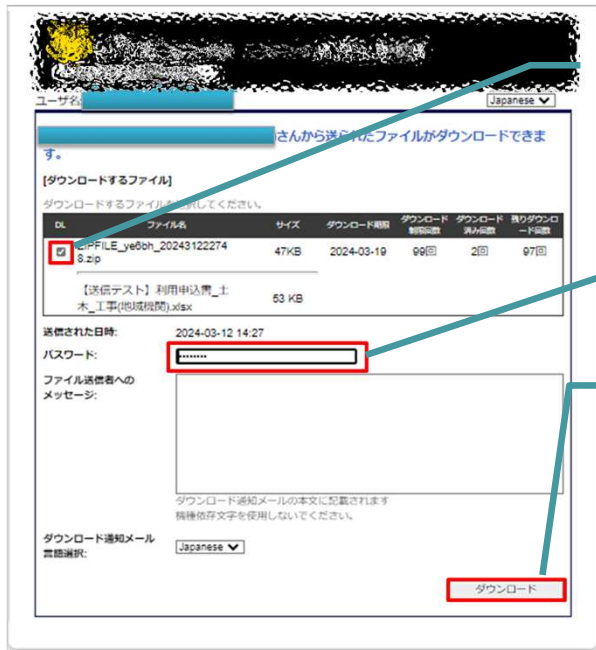 ユーザ名:
Japanese
さんから送られたファイルがダウンロードできま
す。
[ダウンロードするファイル]
ダウンロードするファイルを選択してください。
DL ファイル名 サイズ ダウンロード期限 ダウンロード制限回数 ダウンロード済み回数 残りダウンロード回数
ZIPFILE_ye6bh_20243122274
8.zip 47KB 2024-03-19 99回 2回 97回
【送信テスト】利用申込書_土
木_工事(地域機関).xlsx 53 KB
送信された日時: 2024-03-12 14:27
パスワード: ········
ファイル送信者への
メッセージ:
ダウンロード通知メールの本文に記載されます
機種依存文字を使用しないでください。
ダウンロード通知メール
言語選択: Japanese
ダウンロード